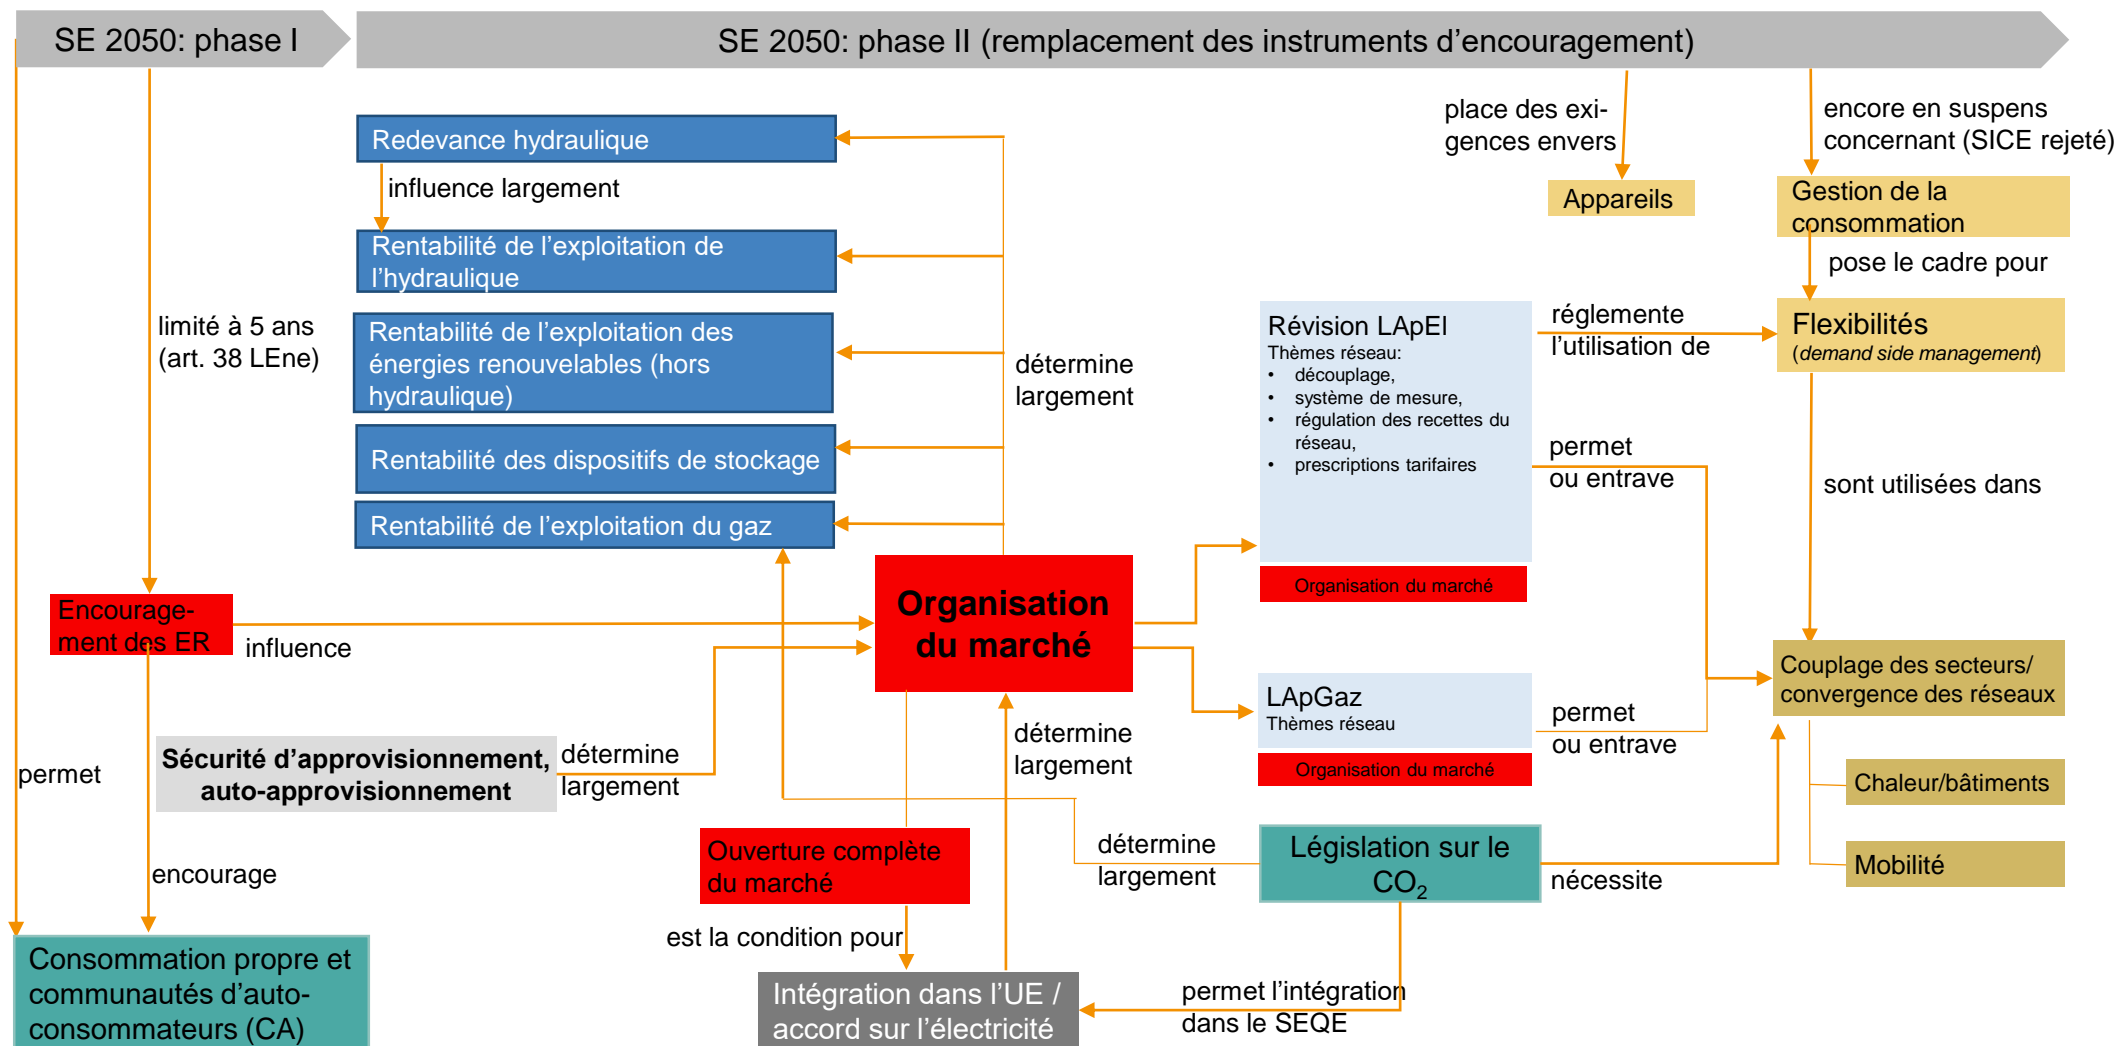 SE 2050: phase I
SE 2050: phase II (remplacement des instruments d'encouragement)
place des exi-
gences envers
encore en suspens
concernant (SICE rejeté)
Redevance hydraulique
influence largement
Appareils
Gestion de la
consommation
Rentabilité de l'exploitation de
l'hydraulique
pose le cadre pour
limité à 5 ans
(art. 38 LEne)
Rentabilité de l'exploitation des
énergies renouvelables (hors
hydraulique)
détermine
largement
Révision LApEl
Thèmes réseau:
• découplage,
• système de mesure,
• régulation des recettes du
réseau,
• prescriptions tarifaires
réglemente
l'utilisation de
Flexibilités
(demand side management)
Rentabilité des dispositifs de stockage
permet
ou entrave
sont utilisées dans
Rentabilité de l'exploitation du gaz
Organisation du marché
Organisation
du marché
Encourage-
ment des ER
influence
Couplage des secteurs/
convergence des réseaux
LApGaz
Thèmes réseau
permet
ou entrave
Organisation du marché
détermine
largement
Sécurité d'approvisionnement,
auto-approvisionnement
détermine
largement
permet
Chaleur/bâtiments
Mobilité
Ouverture complète
du marché
détermine
largement
Législation sur le
CO2
nécessite
encourage
est la condition pour
Consommation propre et
communautés d'auto-
consommateurs (CA)
Intégration dans l'UE /
accord sur l'électricité
permet l'intégration
dans le SEQE